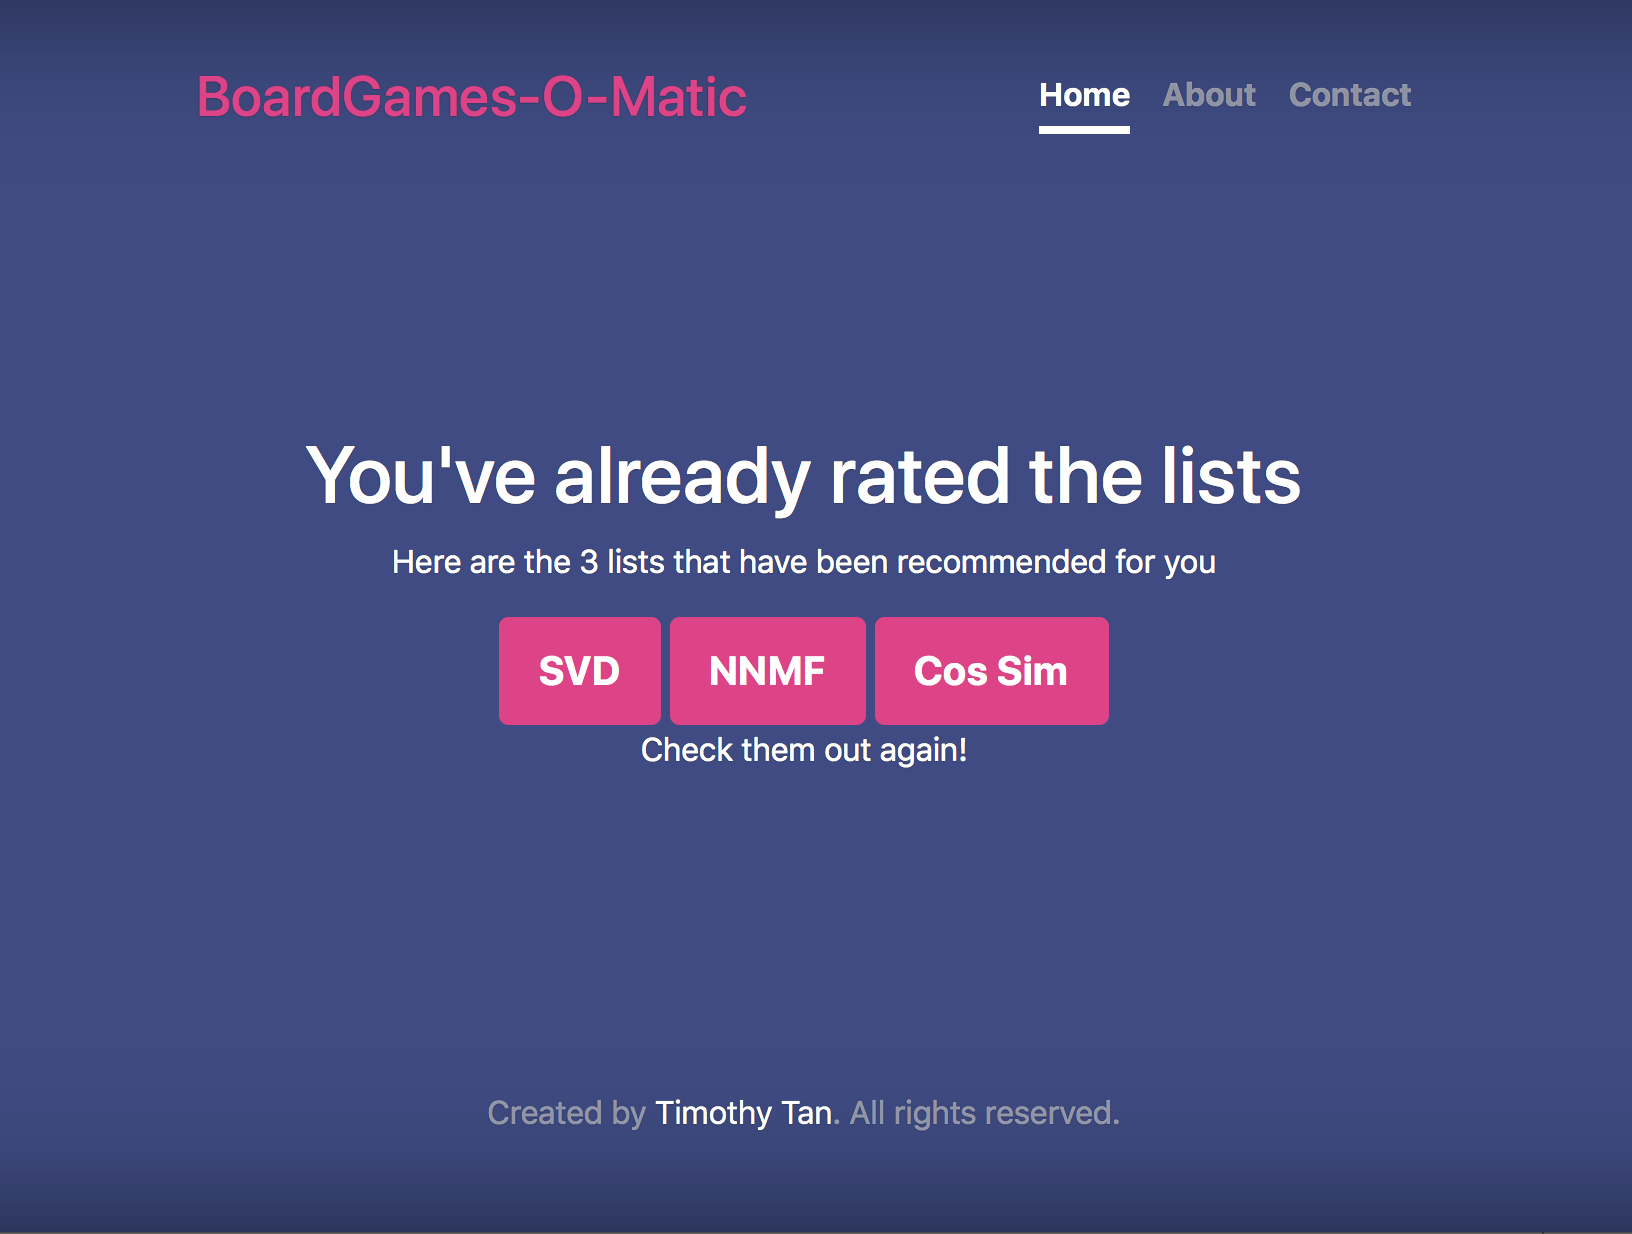 BoardGames-O-Matic
Home About Contact
You've already rated the lists
Here are the 3 lists that have been recommended for you
SVD NNMF Cos Sim
Check them out again!
Created by Timothy Tan. All rights reserved.